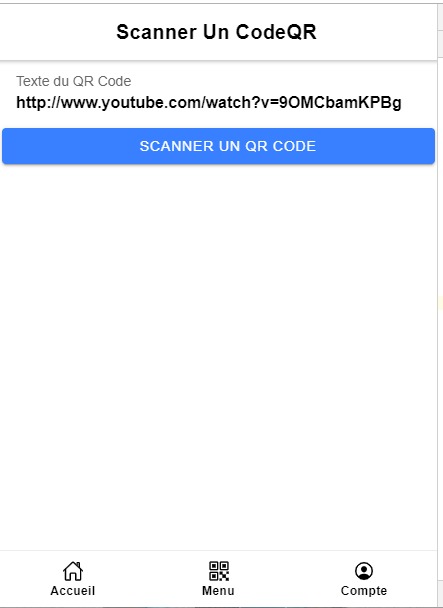 Scanner Un CodeQR
Texte du QR Code
http://www.youtube.com/watch?v=9OMCbamKPBg
SCANNER UN QR CODE
Accueil
Menu
Compte